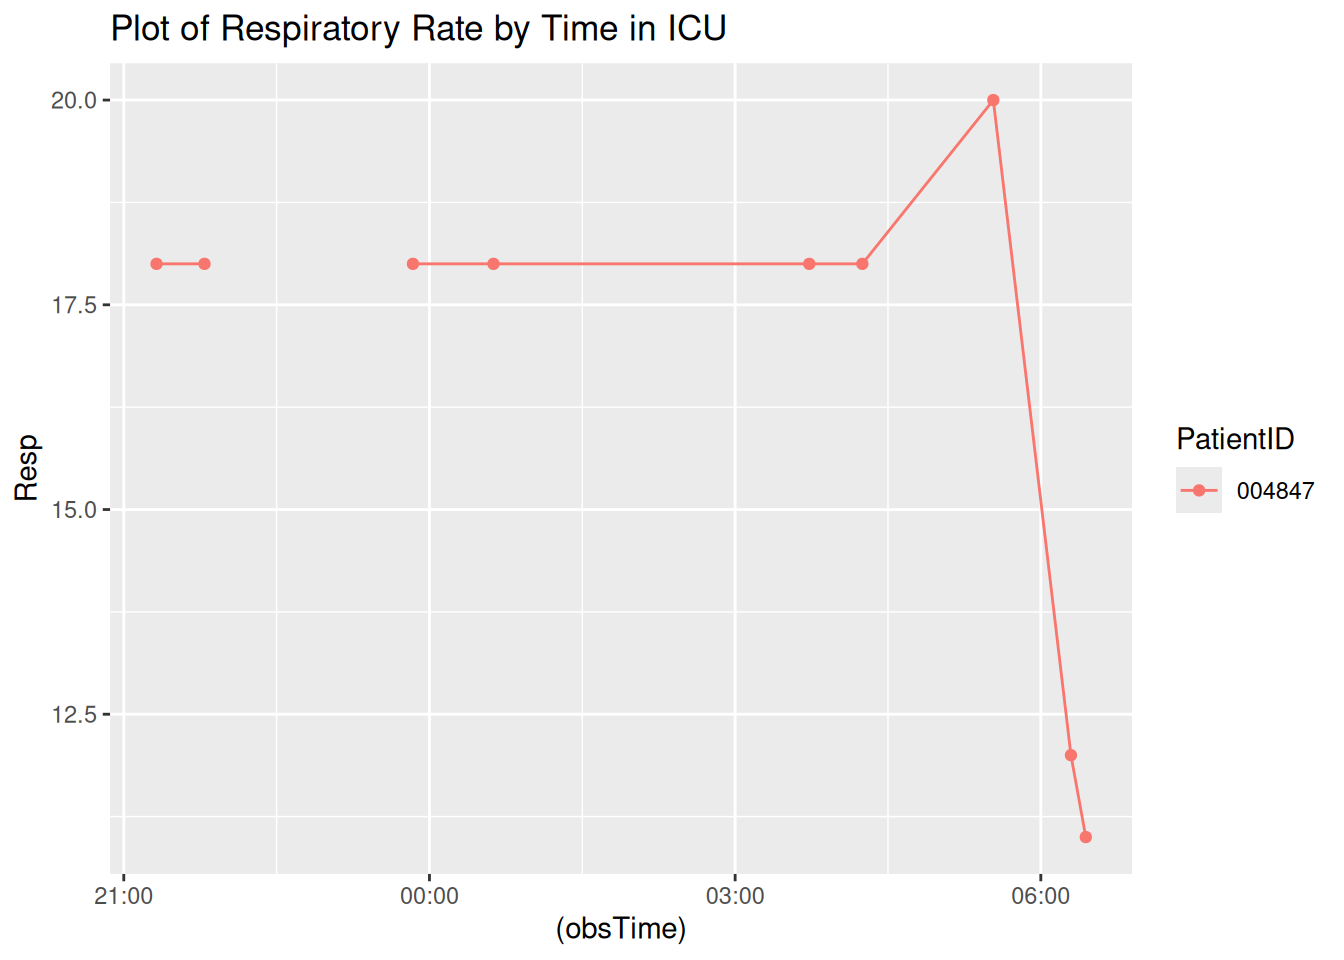 Plot of Respiratory Rate by Time in ICU
20.0
17.5
15.0
12.5
Resp
21:00 00:00 03:00 06:00
(obsTime)
PatientID
004847